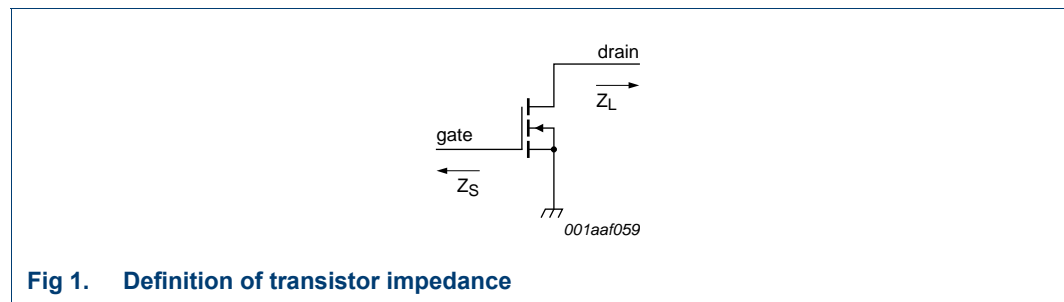 drain
Z_L
gate
Z_S
001aaf059
Fig 1. Definition of transistor impedance